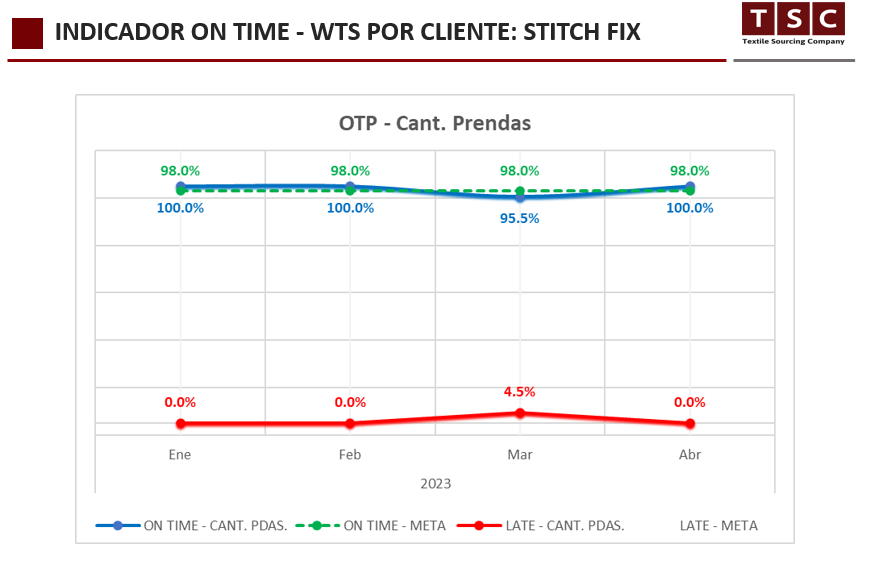 INDICADOR ON TIME - WTS POR CLIENTE: STITCH FIX
TSC
Textile Sourcing Company
OTP - Cant. Prendas
98.0% 98.0% 98.0% 98.0%
100.0% 100.0% 95.5% 100.0%
0.0% 0.0% 4.5% 0.0%
Ene Feb Mar Abr
2023
ON TIME - CANT. PDAS. ON TIME - META LATE - CANT. PDAS. LATE - META